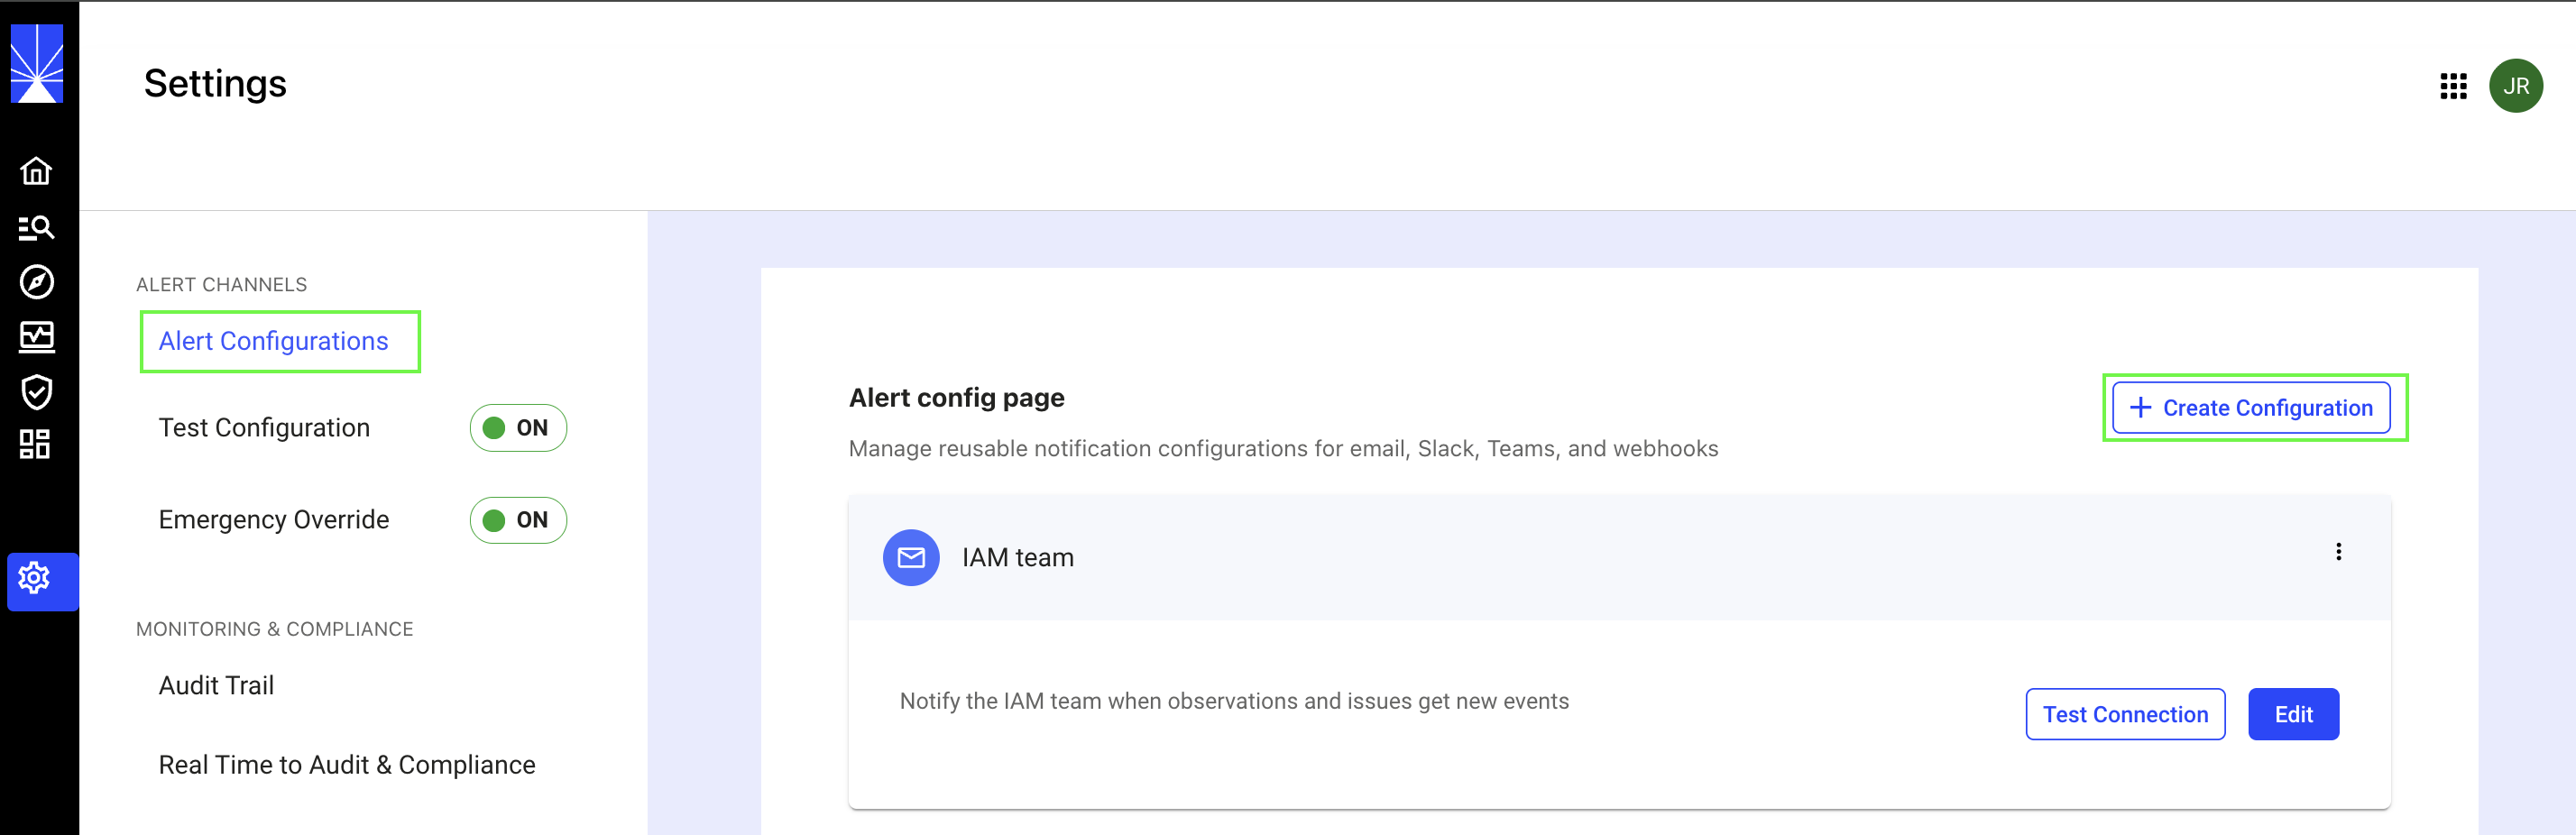 Settings
JR
ALERT CHANNELS
Alert Configurations
Test Configuration
ON
Emergency Override
ON
MONITORING & COMPLIANCE
Audit Trail
Real Time to Audit & Compliance
Alert config page
+ Create Configuration
Manage reusable notification configurations for email, Slack, Teams, and webhooks
IAM team
Notify the IAM team when observations and issues get new events
Test Connection
Edit